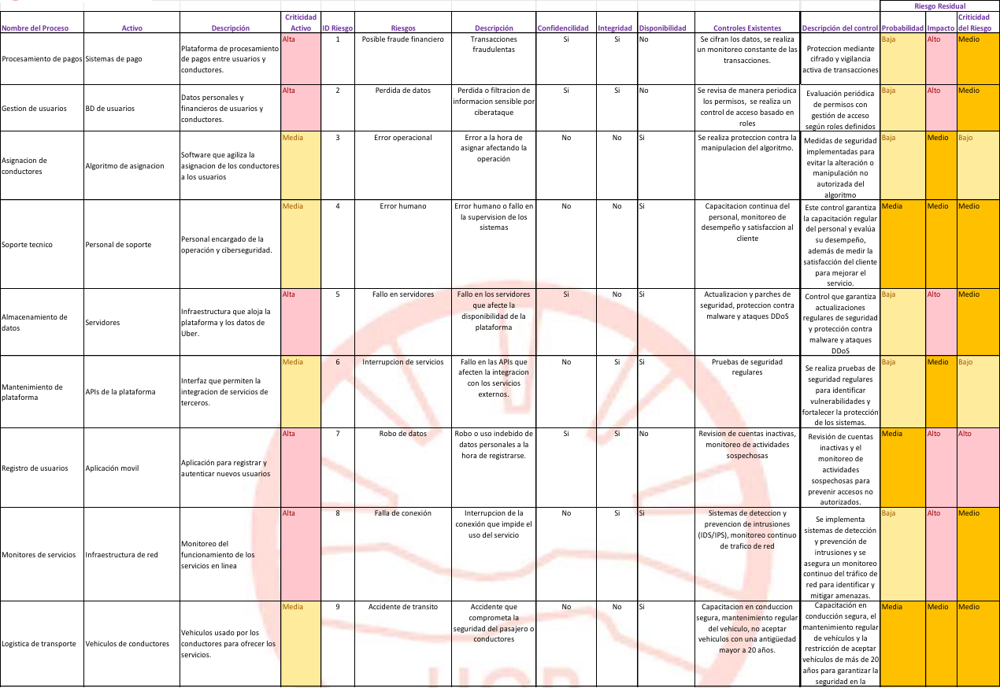 Riesgo Residual
Nombre del Proceso Activo Descripción Criticidad Activo ID Riesgo Riesgos Descripción Confidencilidad Integridad Disponibilidad Controles Existentes Descripción del control Probabilidad Impacto Criticidad del Riesgo
Procesamiento de pagos
Sistemas de pago
Plataforma de procesamiento
de pagos entre usuarios y
conductores.
Alta
1
Posible fraude financiero
Transacciones
fraudulentas
Si
Si
No
Se cifran los datos, se realiza
un monitoreo constante de las
transacciones.
Proteccion mediante
cifrado y vigilancia
activa de transacciones
Baja
Alto
Medio
Gestion de usuarios
BD de usuarios
Datos personales y
financieros de usuarios y
conductores.
Alta
2
Perdida de datos
Perdida o filtracion de
informacion sensible por
ciberataque
Si
Si
No
Se revisa de manera periodica
los permisos, se realiza un
control de acceso basado en
roles
Evaluación periódica
de permisos con
gestión de acceso
según roles definidos
Baja
Alto
Medio
Asignacion de
conductores
Algoritmo de asignacion
Software que agiliza la
asignacion de los conductores
a los usuarios
Media
3
Error operacional
Error a la hora de
asignar afectando la
operación
No
No
Si
Se realiza proteccion contra la
manipulacion del algoritmo.
Medidas de seguridad
implementadas para
evitar la alteración o
manipulación no
autorizada del
algoritmo
Baja
Medio
Bajo
Soporte tecnico
Personal de soporte
Personal encargado de la
operación y ciberseguridad.
Media
4
Error humano
Error humano o fallo en
la supervision de los
sistemas
No
No
Si
Capacitacion continua del
personal, monitoreo de
desempeño y satisfaccion al
cliente
Este control garantiza
la capacitación regular
del personal y evalúa
su desempeño,
además de medir la
satisfacción del cliente
para mejorar el
servicio.
Media
Medio
Medio
Almacenamiento de
datos
Servidores
Infraestructura que aloja la
plataforma y los datos de
Uber.
Alta
5
Fallo en servidores
Fallo en los servidores
que afecte la
disponibilidad de la
plataforma
Si
No
Si
Actualizacion y parches de
seguridad, proteccion contra
malware y ataques DDoS
Control que garantiza
actualizaciones
regulares de seguridad
y protección contra
malware y ataques
DDoS
Baja
Alto
Medio
Mantenimiento de
plataforma
APIs de la plataforma
Interfaz que permiten la
integracion de servicios de
terceros.
Media
6
Interrupcion de servicios
Fallo en las APIs que
afecten la integracion
con los servicios
externos.
No
Si
Si
Pruebas de seguridad
regulares
Se realiza pruebas de
seguridad regulares
para identificar
vulnerabilidades y
fortalecer la protección
de los sistemas.
Baja
Medio
Bajo
Registro de usuarios
Aplicación movil
Aplicación para registrar y
autenticar nuevos usuarios
Alta
7
Robo de datos
Robo o uso indebido de
datos personales a la
hora de registrarse.
Si
Si
No
Revision de cuentas inactivas,
monitoreo de actividades
sospechosas
Revisión de cuentas
inactivas y el
monitoreo de
actividades
sospechosas para
prevenir accesos no
autorizados.
Media
Alto
Alto
Monitores de servicios
Infraestructura de red
Monitoreo del
funcionamiento de los
servicios en linea
Alta
8
Falla de conexión
Interrupcion de la
conexión que impide el
uso del servicio
No
Si
Si
Sistemas de deteccion y
prevencion de intrusiones
(IDS/IPS), monitoreo continuo
de trafico de red
Se implementa
sistemas de detección
y prevención de
intrusiones y se
asegura un monitoreo
continuo del tráfico de
red para identificar y
mitigar amenazas.
Baja
Alto
Medio
Logistica de transporte
Vehiculos de conductores
Vehiculos usado por los
conductores para ofrecer los
servicios.
Media
9
Accidente de transito
Accidente que
comprometa la
seguridad del pasajero o
conductores
No
No
Si
Capacitacion en conduccion
segura, mantenimiento regular
del vehiculo, no aceptar
vehiculos con una antigüedad
mayor a 20 años.
Capacitación en
conducción segura, el
mantenimiento regular
de vehículos y la
restricción de aceptar
vehículos de más de 20
años para garantizar la
seguridad en la
Media
Medio
Medio